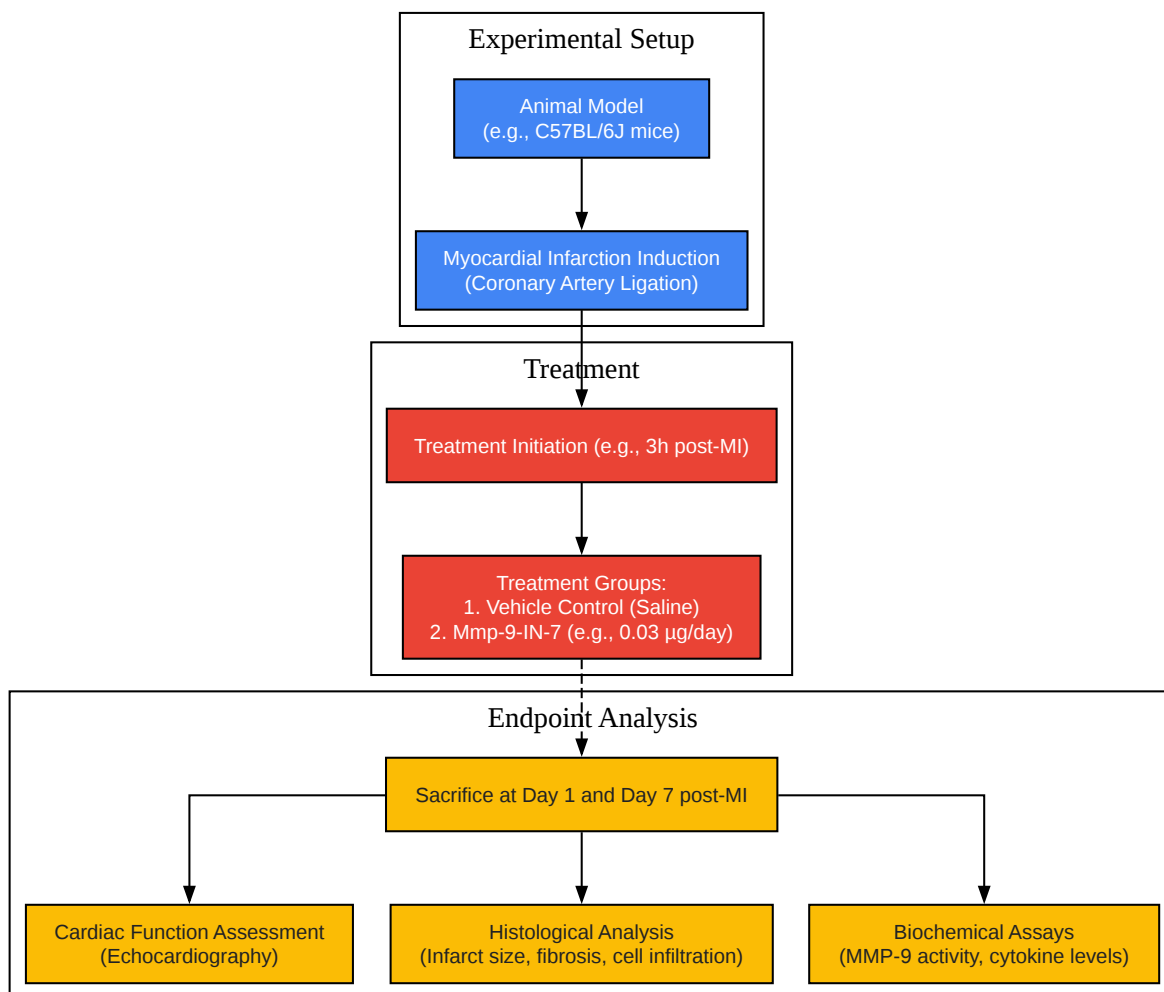 Experimental Setup
Animal Model
(e.g., C57BL/6J mice)
Myocardial Infarction Induction
(Coronary Artery Ligation)
Treatment
Treatment Initiation (e.g., 3h post-MI)
Treatment Groups:
1. Vehicle Control (Saline)
2. Mmp-9-IN-7 (e.g., 0.03 µg/day)
Endpoint Analysis
Sacrifice at Day 1 and Day 7 post-MI
Cardiac Function Assessment
(Echocardiography)
Histological Analysis
(Infarct size, fibrosis, cell infiltration)
Biochemical Assays
(MMP-9 activity, cytokine levels)